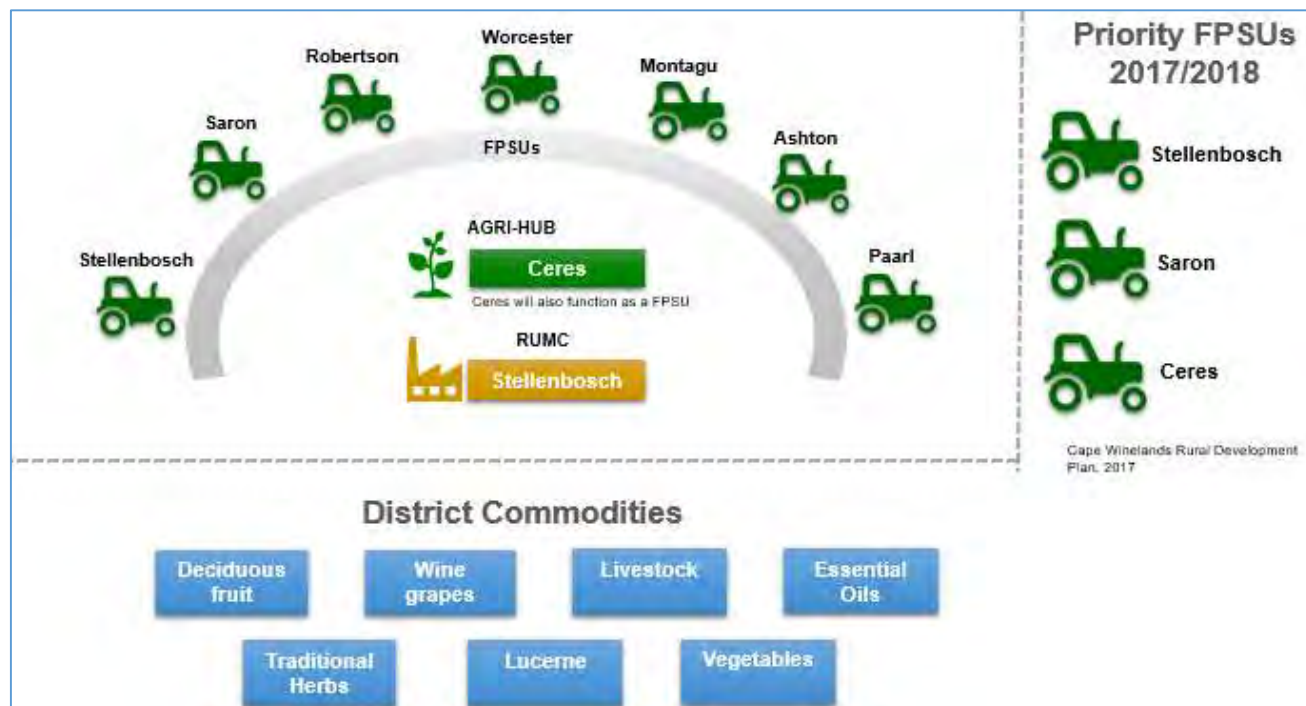 Worcester
Robertson
Montagu
Saron
Ashton
FPSUs
Stellenbosch
Paarl
AGRI-HUB
Ceres
Ceres will also function as a FPSU
RUMC
Stellenbosch
Priority FPSUs
2017/2018
Stellenbosch
Saron
Ceres
Cape Winelands Rural Development
Plan, 2017
District Commodities
Deciduous
fruit
Wine
grapes
Livestock
Essential
Oils
Traditional
Herbs
Lucerne
Vegetables